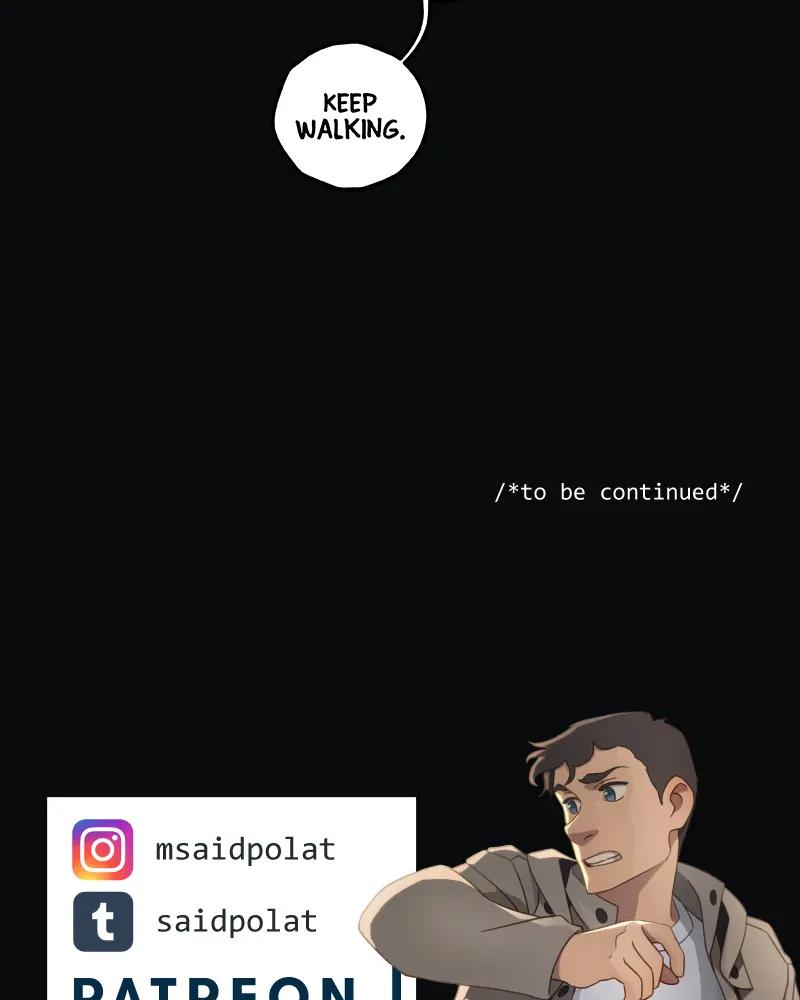 KEEP
WALKING.
/*to be continued*/
msaidpolat
t saidpolat
PATREON